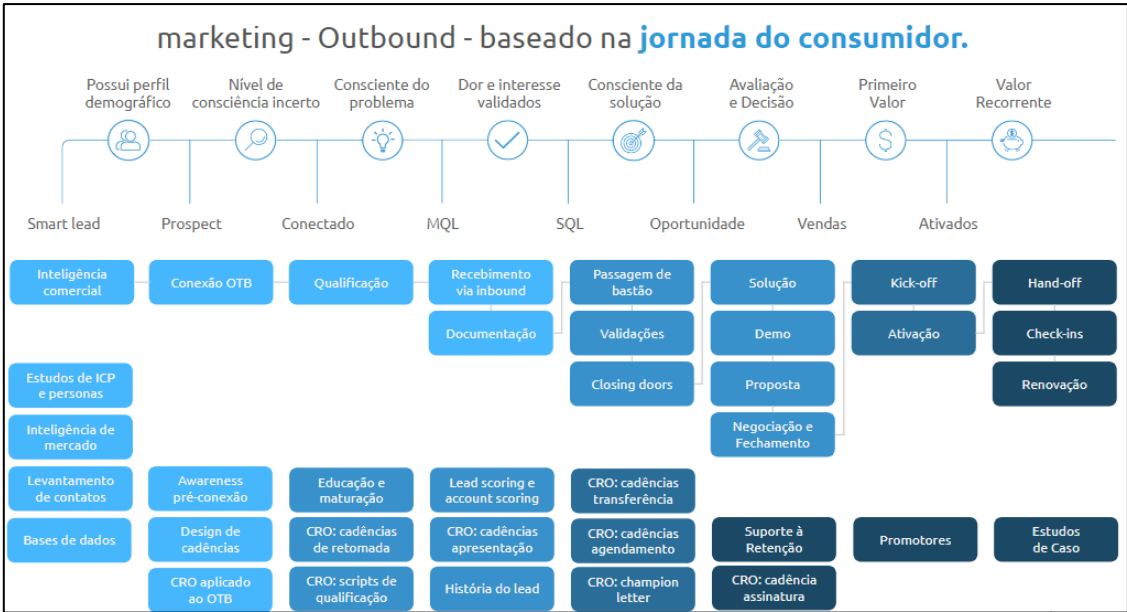 marketing - Outbound - baseado na jornada do consumidor.
Possui perfil
demográfico
Nível de
consciência incerto
Consciente do
problema
Dor e interesse
validados
Consciente da
solução
Avaliação
e Decisão
Primeiro
Valor
Valor
Recorrente
Smart lead
Prospect
Conectado
MQL
SQL
Oportunidade
Vendas
Ativados
Inteligência
comercial
Conexão OTB
Qualificação
Recebimento
via inbound
Passagem de
bastão
Solução
Kick-off
Hand-off
Documentação
Validações
Demo
Ativação
Check-ins
Estudos de ICP
e personas
Closing doors
Proposta
Renovação
Inteligência de
mercado
Negociação e
Fechamento
Levantamento
de contatos
Awareness
pré-conexão
Educação e
maturação
Lead scoring e
account scoring
CRO: cadências
transferência
Bases de dados
Design de
cadências
CRO: cadências
de retomada
CRO: cadências
apresentação
CRO: cadências
agendamento
Suporte à
Retenção
Promotores
Estudos
de Caso
CRO aplicado
ao OTB
CRO: scripts de
qualificação
História do lead
CRO: champion
letter
CRO: cadência
assinatura